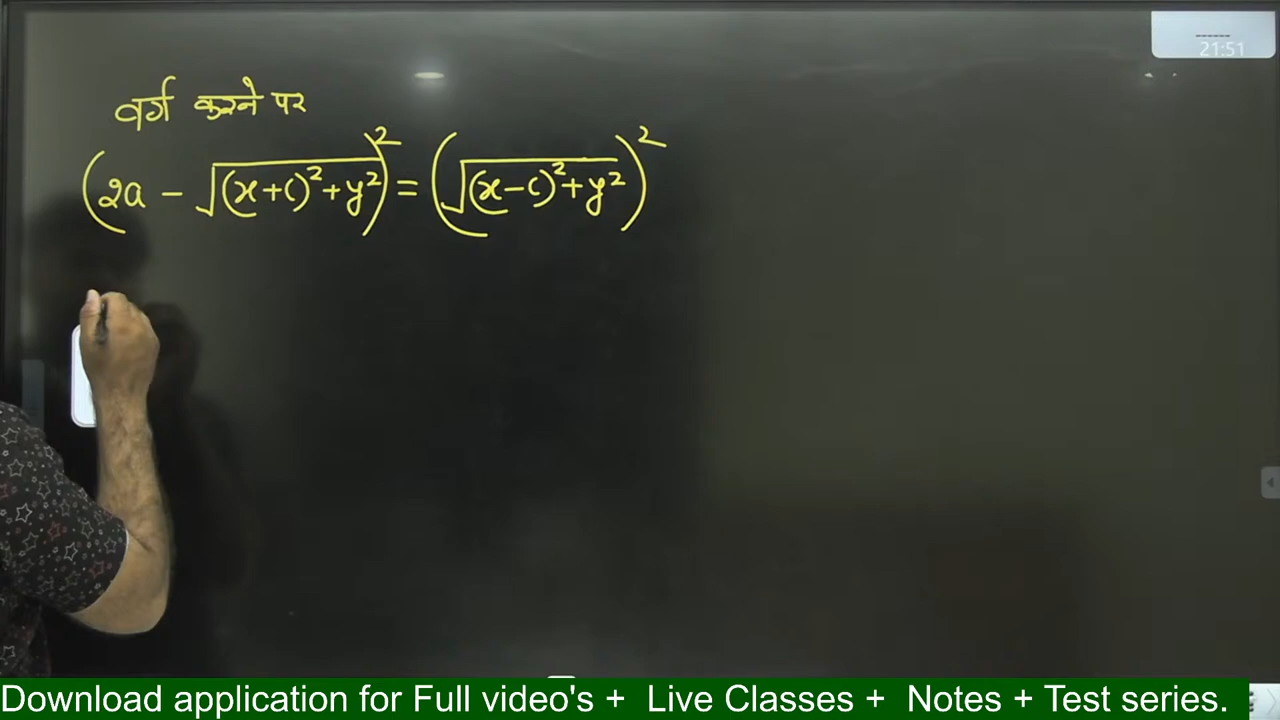 21:51
वर्ग करने पर
(2a - √(x+c)²+y²)² = (√(x-c)²+y²)²
Download application for Full video's + Live Classes + Notes + Test series.